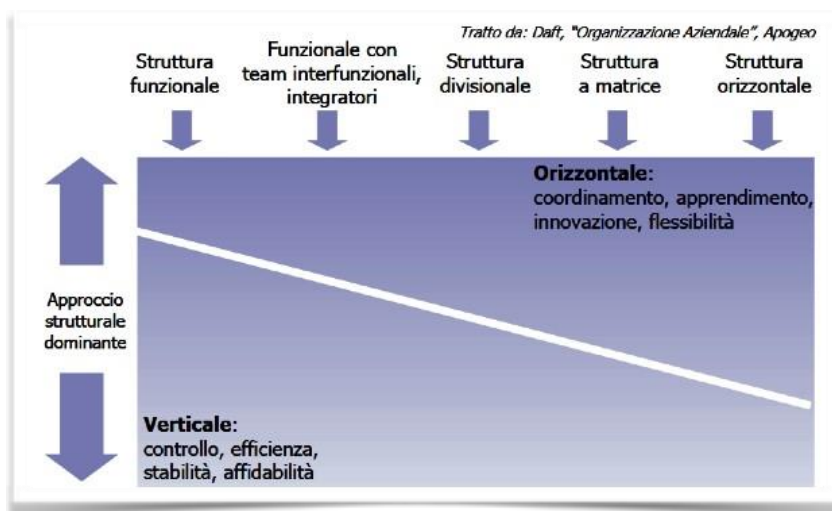 Tratto da: Daft, "Organizzazione Aziendale", Apogeo
Struttura
funzionale
Funzionale con
team interfunzionali,
integratori
Struttura
divisionale
Struttura
a matrice
Struttura
orizzontale
Orizzontale:
coordinamento, apprendimento,
innovazione, flessibilità
Approccio
strutturale
dominante
Verticale:
controllo, efficienza,
stabilità, affidabilità